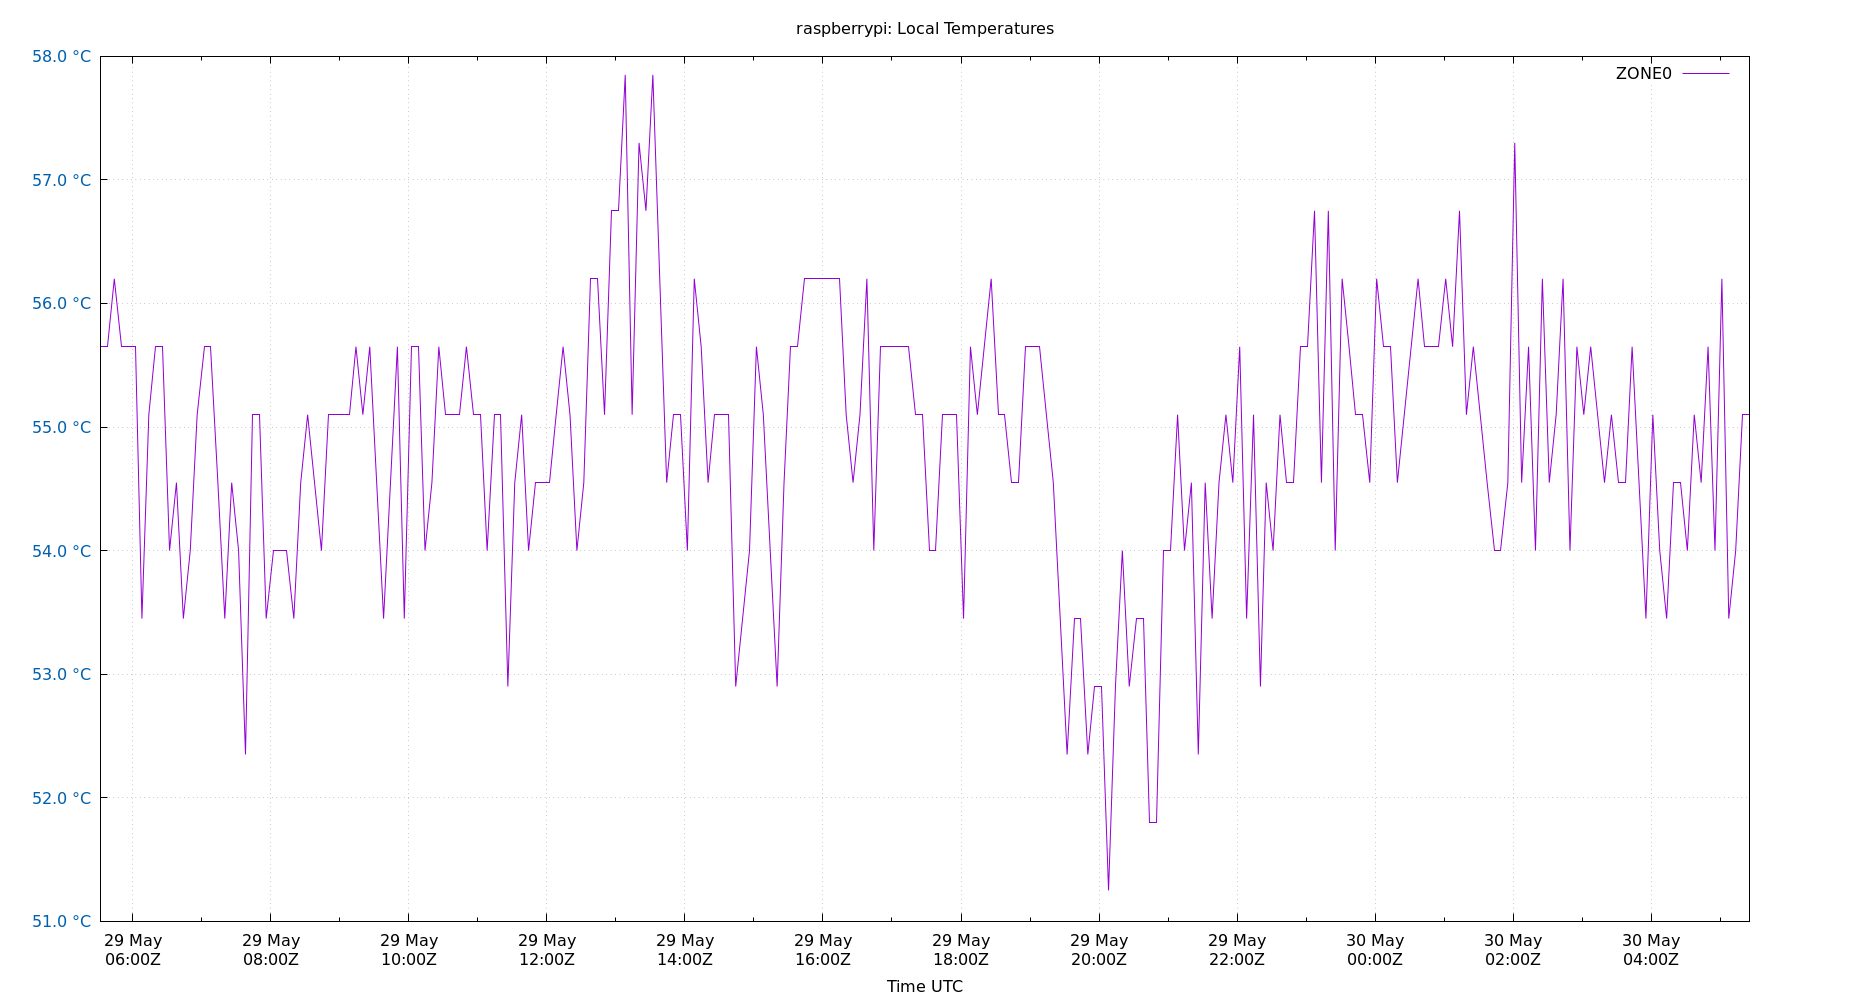 raspberrypi: Local Temperatures
58.0 °C
ZONE0
57.0 °C
56.0 °C
55.0 °C
54.0 °C
53.0 °C
52.0 °C
51.0 °C
29 May 29 May 29 May 29 May 29 May 29 May 29 May 29 May 29 May 30 May 30 May 30 May
06:00Z 08:00Z 10:00Z 12:00Z 14:00Z 16:00Z 18:00Z 20:00Z 22:00Z 00:00Z 02:00Z 04:00Z
Time UTC